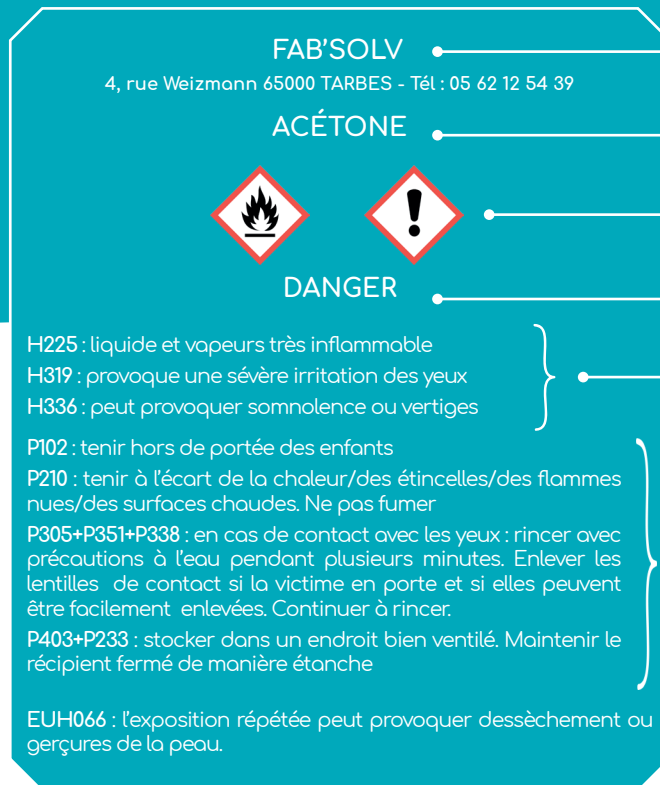 FAB'SOLV
4, rue Weizmann 65000 TARBES - Tél : 05 62 12 54 39
ACÉTONE
DANGER
H225 : liquide et vapeurs très inflammable
H319 : provoque une sévère irritation des yeux
H336 : peut provoquer somnolence ou vertiges
P102 : tenir hors de portée des enfants
P210 : tenir à l'écart de la chaleur/des étincelles/des flammes
nues/des surfaces chaudes. Ne pas fumer
P305+P351+P338 : en cas de contact avec les yeux : rincer avec
précautions à l'eau pendant plusieurs minutes. Enlever les
lentilles de contact si la victime en porte et si elles peuvent
être facilement enlevées. Continuer à rincer.
P403+P233 : stocker dans un endroit bien ventilé. Maintenir le
récipient fermé de manière étanche
EUH066 : l'exposition répétée peut provoquer dessèchement ou
gerçures de la peau.